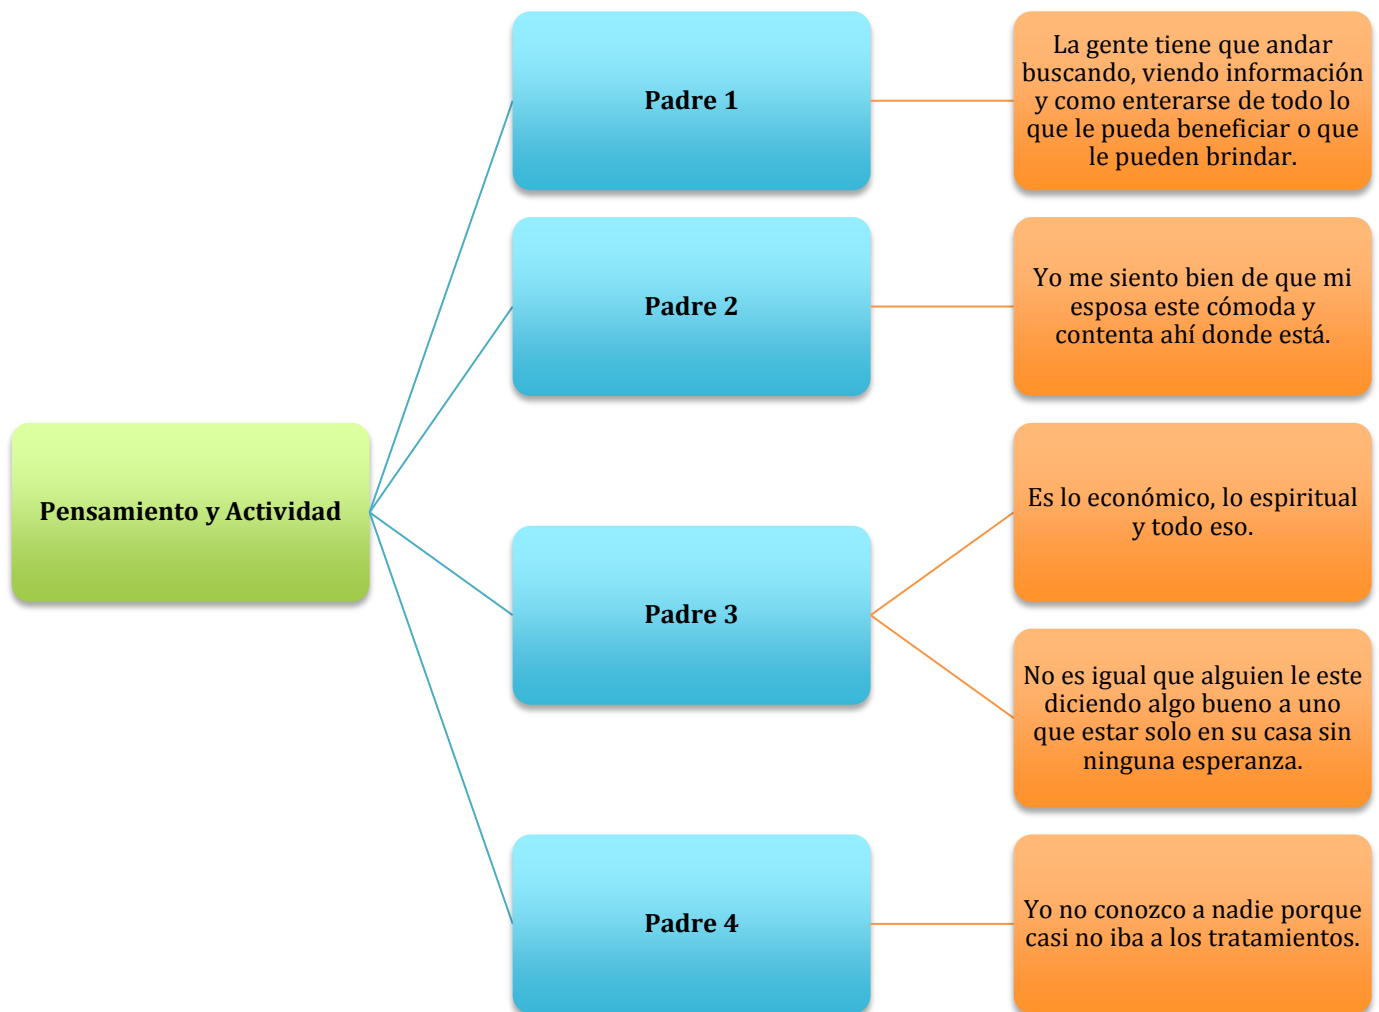 Padre 1
La gente tiene que andar
buscando, viendo información
y como enterarse de todo lo
que le pueda beneficiar o que
le pueden brindar.
Padre 2
Yo me siento bien de que mi
esposa este cómoda y
contenta ahí donde está.
Pensamiento y Actividad
Padre 3
Es lo económico, lo espiritual
y todo eso.
No es igual que alguien le este
diciendo algo bueno a uno
que estar solo en su casa sin
ninguna esperanza.
Padre 4
Yo no conozco a nadie porque
casi no iba a los tratamientos.